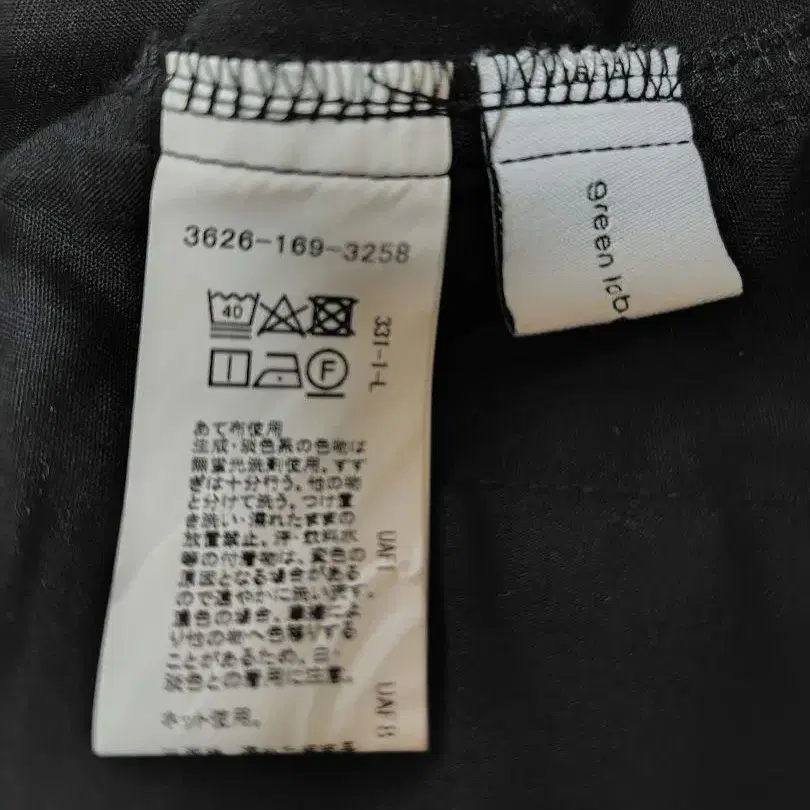 3626-169-3258
40
F
331-1-L
あて布使用
生成・淡色系の色物は
無蛍光洗剤使用。すす
ぎは十分行う。他の物
と分けて洗う。つけ置
き洗い・濡れたままの
放置禁止。汗・飲料水
等の付着物は、変色の
原因となる場合がある
ので速やかに洗い流す。
濃色の場合、摩擦によ
り他の物へ色移りする
ことがあるため、白・
淡色との着用に注意。
ネット使用。
UAF1
UAF8
green lab